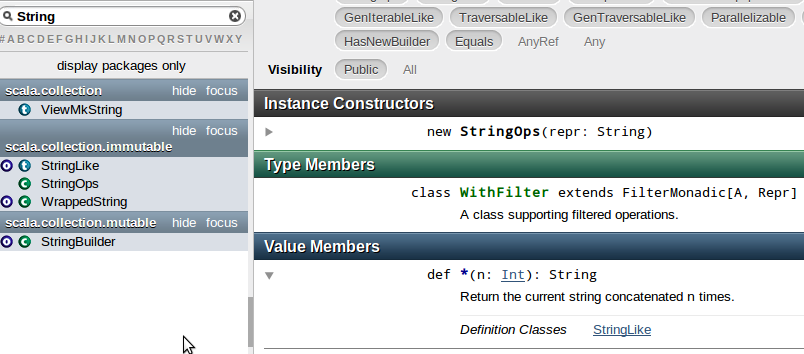 String
#ABCDEFGHIJKLMNOPQRSTUVWXY
display packages only
scala.collection hide focus
ViewMkString
hide focus
scala.collection.immutable
StringLike
StringOps
WrappedString
scala.collection.mutable hide focus
StringBuilder
GenIterableLike TraversableLike GenTraversableLike Parallelizable
HasNewBuilder Equals AnyRef Any
Visibility Public All
Instance Constructors
new StringOps(repr: String)
Type Members
class WithFilter extends FilterMonadic[A, Repr]
A class supporting filtered operations.
Value Members
def *(n: Int): String
Return the current string concatenated n times.
Definition Classes StringLike